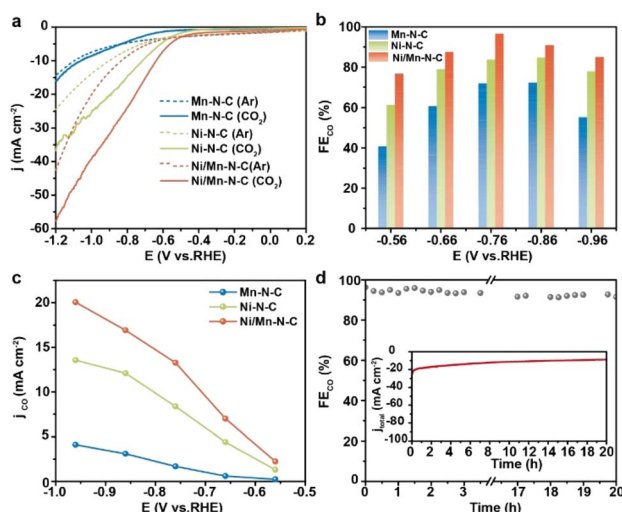 a
j (mA cm⁻²)
0
-10
-20
-30
-40
-50
-60
Mn-N-C (Ar)
Mn-N-C (CO₂)
Ni-N-C (Ar)
Ni-N-C (CO₂)
Ni/Mn-N-C(Ar)
Ni/Mn-N-C (CO₂)
-1.2 -1.0 -0.8 -0.6 -0.4 -0.2 0.0 0.2
E (V vs.RHE)
b
FE_CO (%)
100
80
60
40
20
0
Mn-N-C
Ni-N-C
Ni/Mn-N-C
-0.56 -0.66 -0.76 -0.86 -0.96
E (V vs.RHE)
c
j_CO (mA cm⁻²)
20
15
10
5
0
Mn-N-C
Ni-N-C
Ni/Mn-N-C
-1.0 -0.9 -0.8 -0.7 -0.6 -0.5
E (V vs.RHE)
d
FE_CO (%)
100
80
60
40
20
0
j_total (mA cm⁻²)
0
-20
-40
-60
-80
-100
0 2 4 6 8 10 12 14 16 18 20
Time (h)
0 1 2 3 17 18 19 20
Time (h)